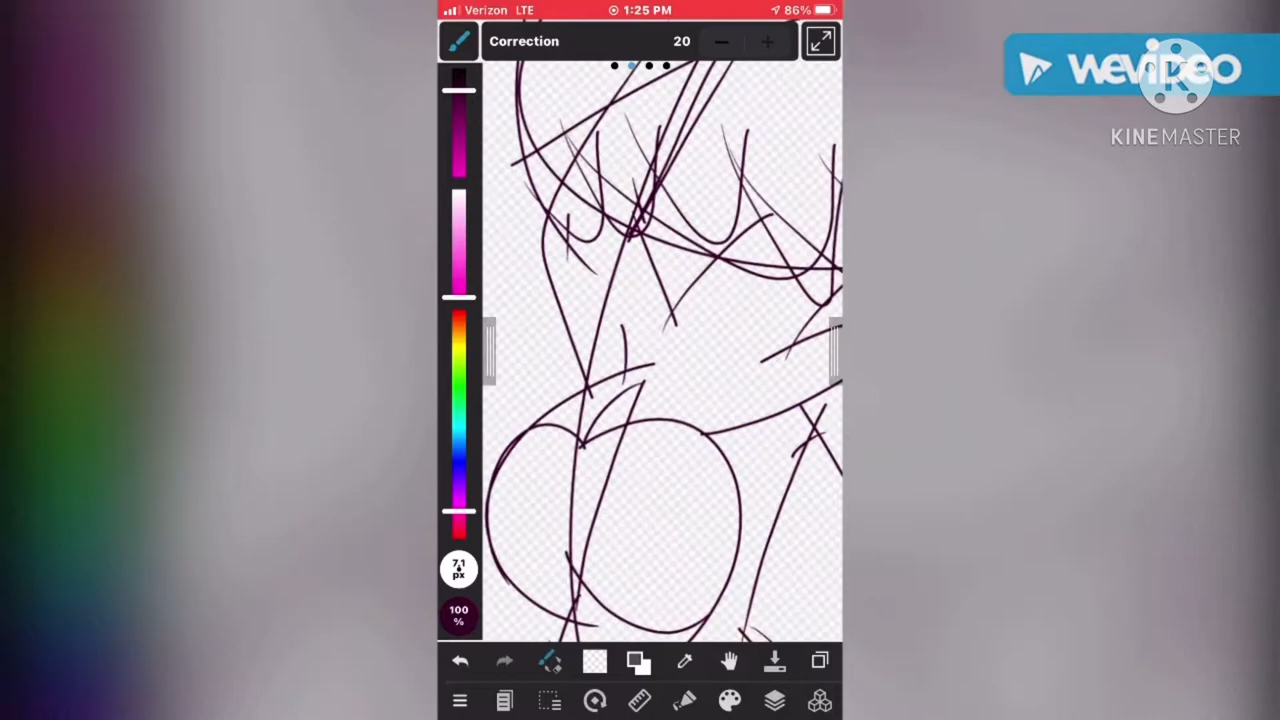 Verizon LTE 1:25 PM 86%
Correction 20
WEVIDEO
K
KINEMASTER
7.1
px
100
%